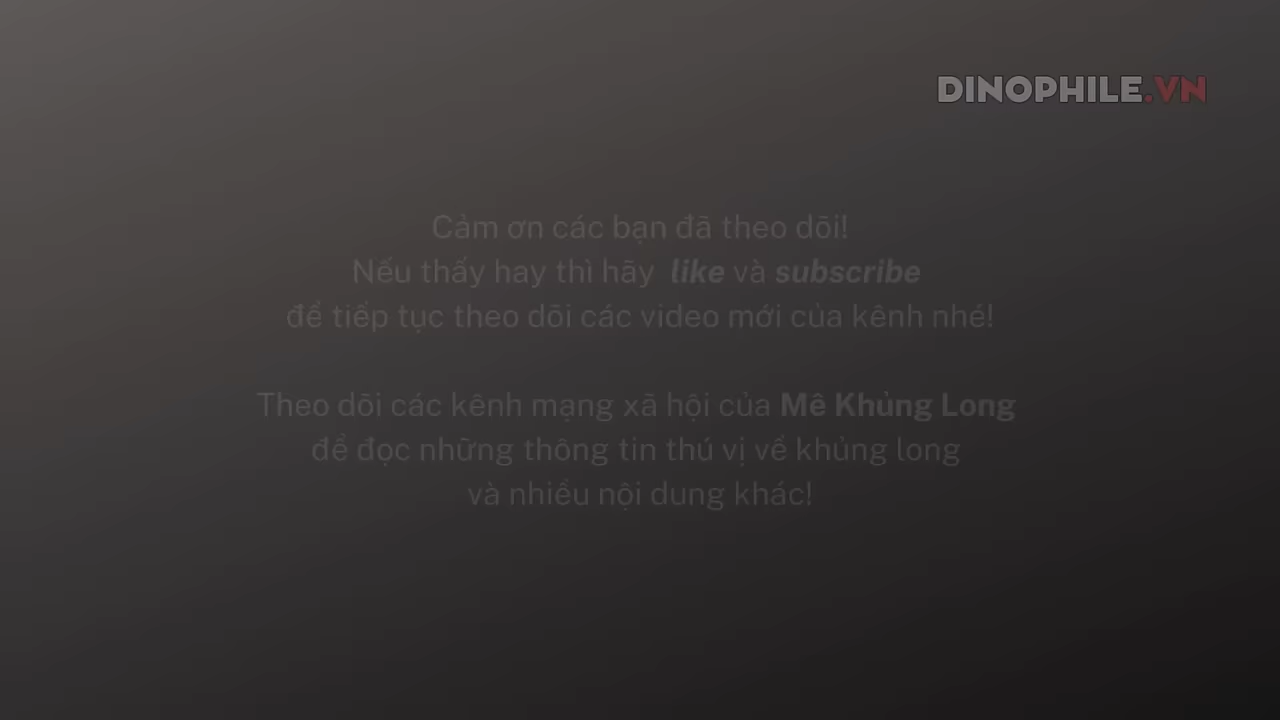 DINOPHILE.VN
Cảm ơn các bạn đã theo dõi!
Nếu thấy hay thì hãy like và subscribe
để tiếp tục theo dõi các video mới của kênh nhé!
Theo dõi các kênh mạng xã hội của Mê Khủng Long
để đọc những thông tin thú vị về khủng long
và nhiều nội dung khác!